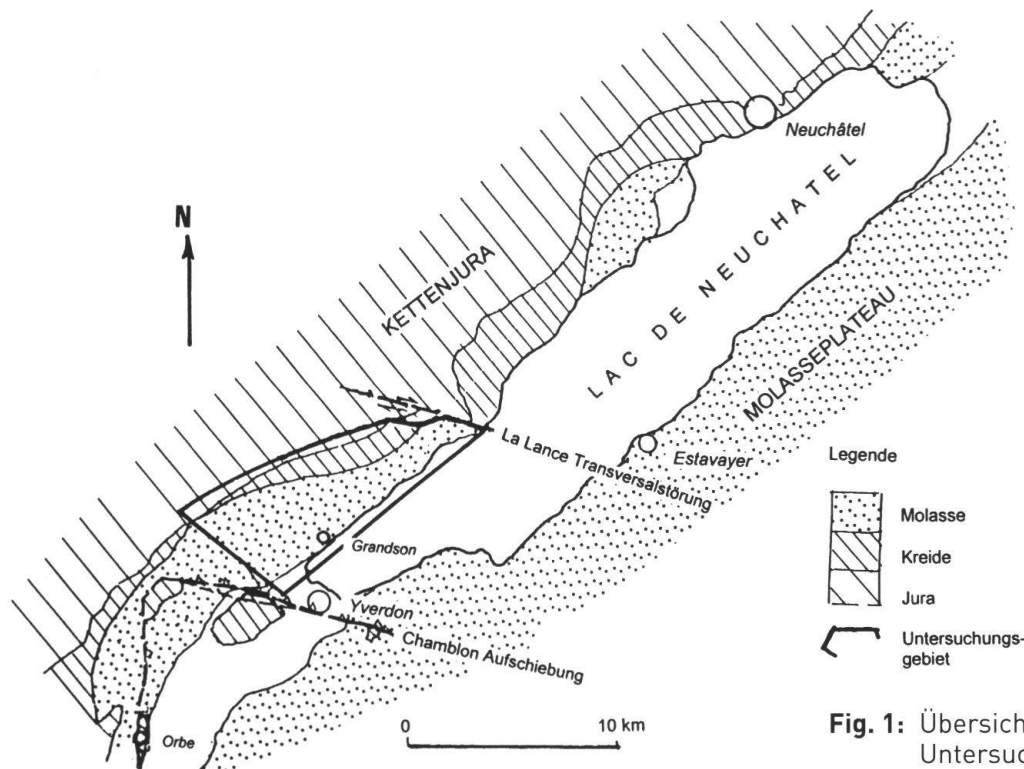 N
Neuchâtel
LAC DE NEUCHATEL
KETTENJURA
MOLASSEPLATEAU
La Lance Transversalstörung
Estavayer
Grandson
Yverdon
Chamblon Aufschiebung
Orbe
0 10 km
Legende
Molasse
Kreide
Jura
Untersuchungs-
gebiet
Fig. 1: Übersich
Untersuc